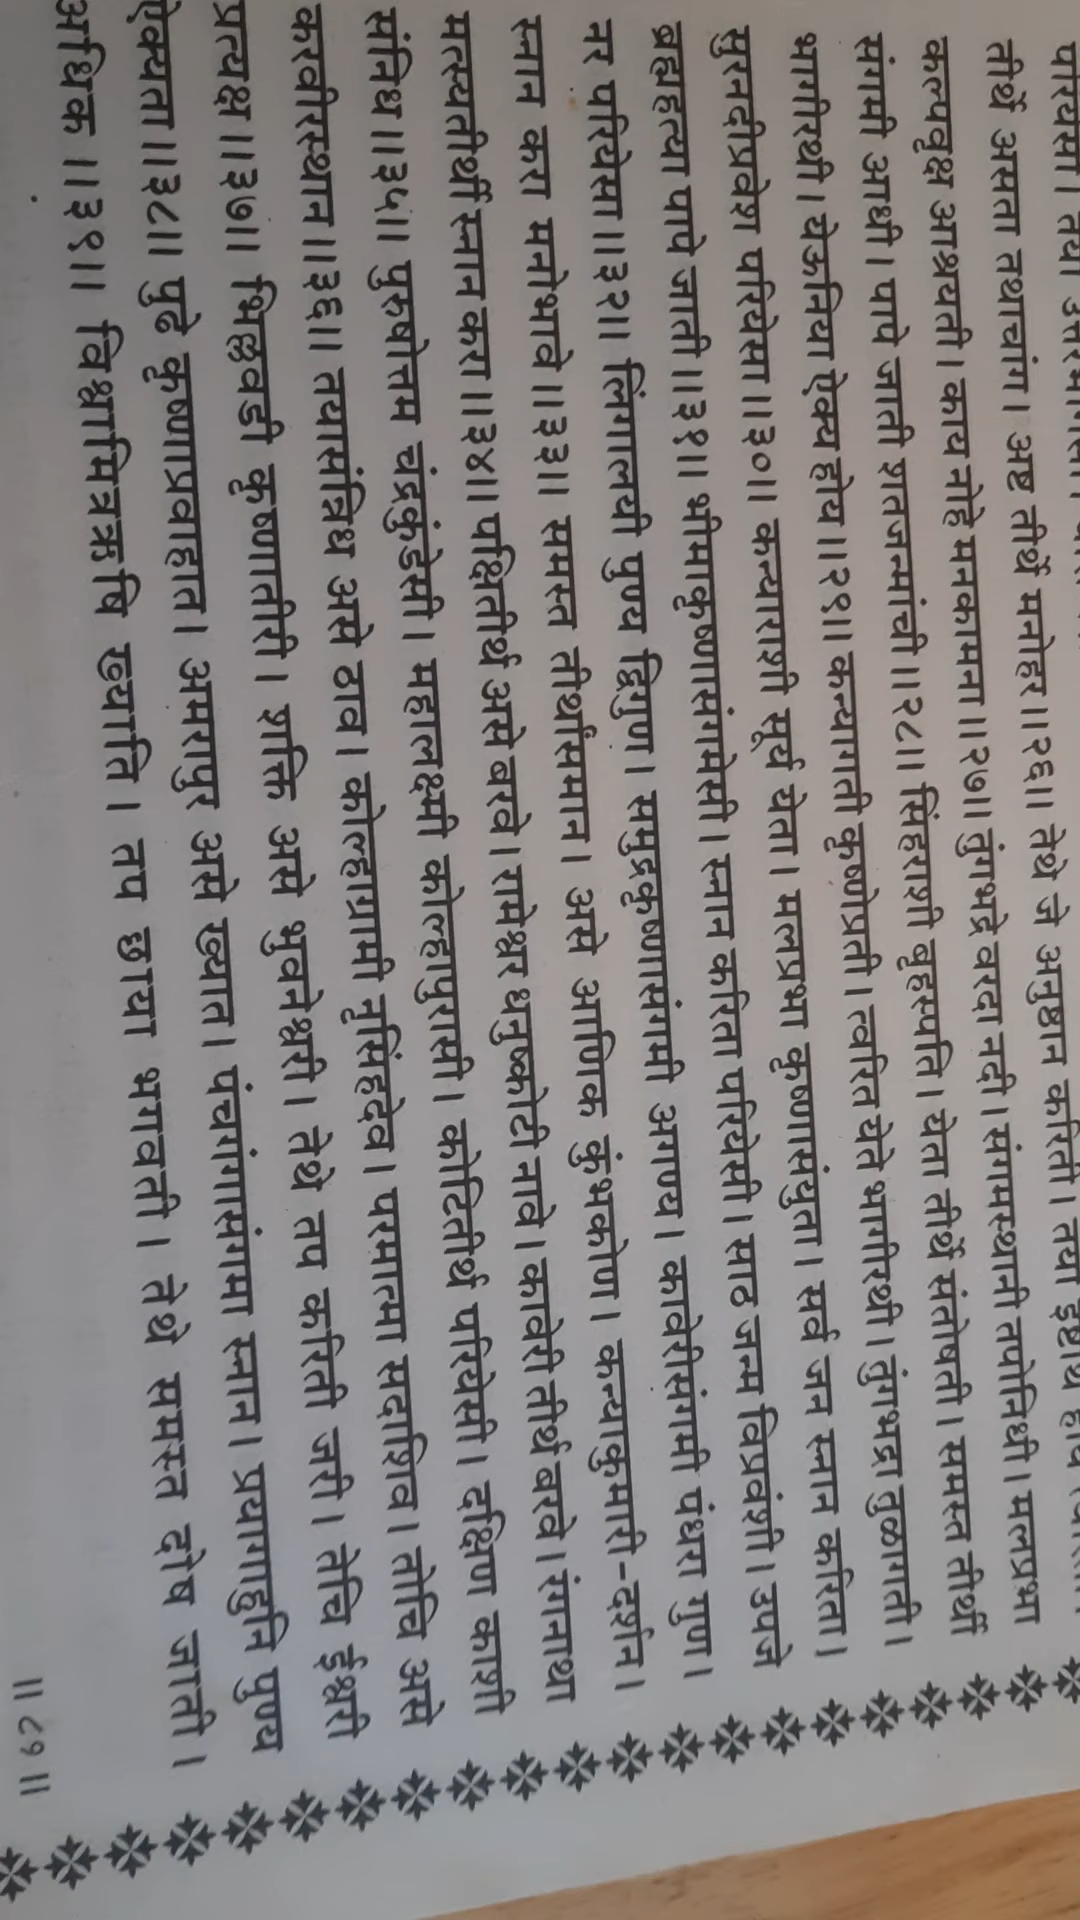 परियेसा। तया उत्तरभागेसी।
तीर्थे असता तथाचांग। अष्ट तीर्थें मनोहर॥२६॥ तेथे जे अनुष्ठान करिती। तया इष्टार्थ होय
कल्पवृक्ष आश्रयती। काय नोहे मनकामना॥२७॥ तुंगभद्रे वरदा नदी। संगमस्थानी तपोनिधी। मलप्रभा
संगमी आधी। पापे जाती शतजन्मांची॥२८॥ सिंहराशी बृहस्पति। येता तीर्थें संतोषती। समस्त तीर्थीं
भागीरथी। येऊनिया ऐक्य होय॥२९॥ कन्यागती कृष्णेप्रती। त्वरित येते भागीरथी। तुंगाभद्रा तुळागती।
सुरनदीप्रवेश परियेसा॥३०॥ कन्याराशी सूर्य येता। मलप्रभा कृष्णासंयुता। सर्व जन स्नान करिता।
ब्रह्महत्या पापे जाती॥३१॥ भीमाकृष्णासंगमेसी। स्नान करिता परियेसी। साठ जन्म विप्रवंशी। उपजे
नर परियेसा॥३२॥ लिंगालयी पुण्य द्विगुण। समुद्रकृष्णासंगमी अगण्य। कावेरीसंगमी पंधरा गुण।
स्नान करा मनोभावे॥३३॥ समस्त तीर्थांसमान। असे आणिक कुंभकोण। कन्याकुमारी-दर्शन।
मत्स्यतीर्थीं स्नान करा॥३४॥ पक्षितीर्थ असे बरवे। रामेश्वर धनुष्कोटी नावे। कावेरी तीर्थ बरवे। रंगनाथा
संनिध॥३५॥ पुरुषोत्तम चंद्रकुंडेसी। महालक्ष्मी कोल्हापुरासी। कोटितीर्थ परियेसी। दक्षिण काशी
करवीरस्थान॥३६॥ तयासंन्निध असे ठाव। कोल्हाग्रामी नृसिंहदेव। परमात्मा सदाशिव। तोचि असे
प्रत्यक्ष॥३७॥ भिल्लवडी कृष्णातीरी। शक्ति असे भुवनेश्वरी। तेथे तप करिती जरी। तेचि ईश्वरी
ऐक्यता॥३८॥ पुढे कृष्णाप्रवाहात। अमरापुर असे ख्यात। पंचगंगासंगमा स्नान। प्रयागाहुनि पुण्य
अधिक॥३९॥ विश्वामित्रऋषि ख्याति। तप छाया भगवती। तेथे समस्त दोष जाती।
॥८९॥